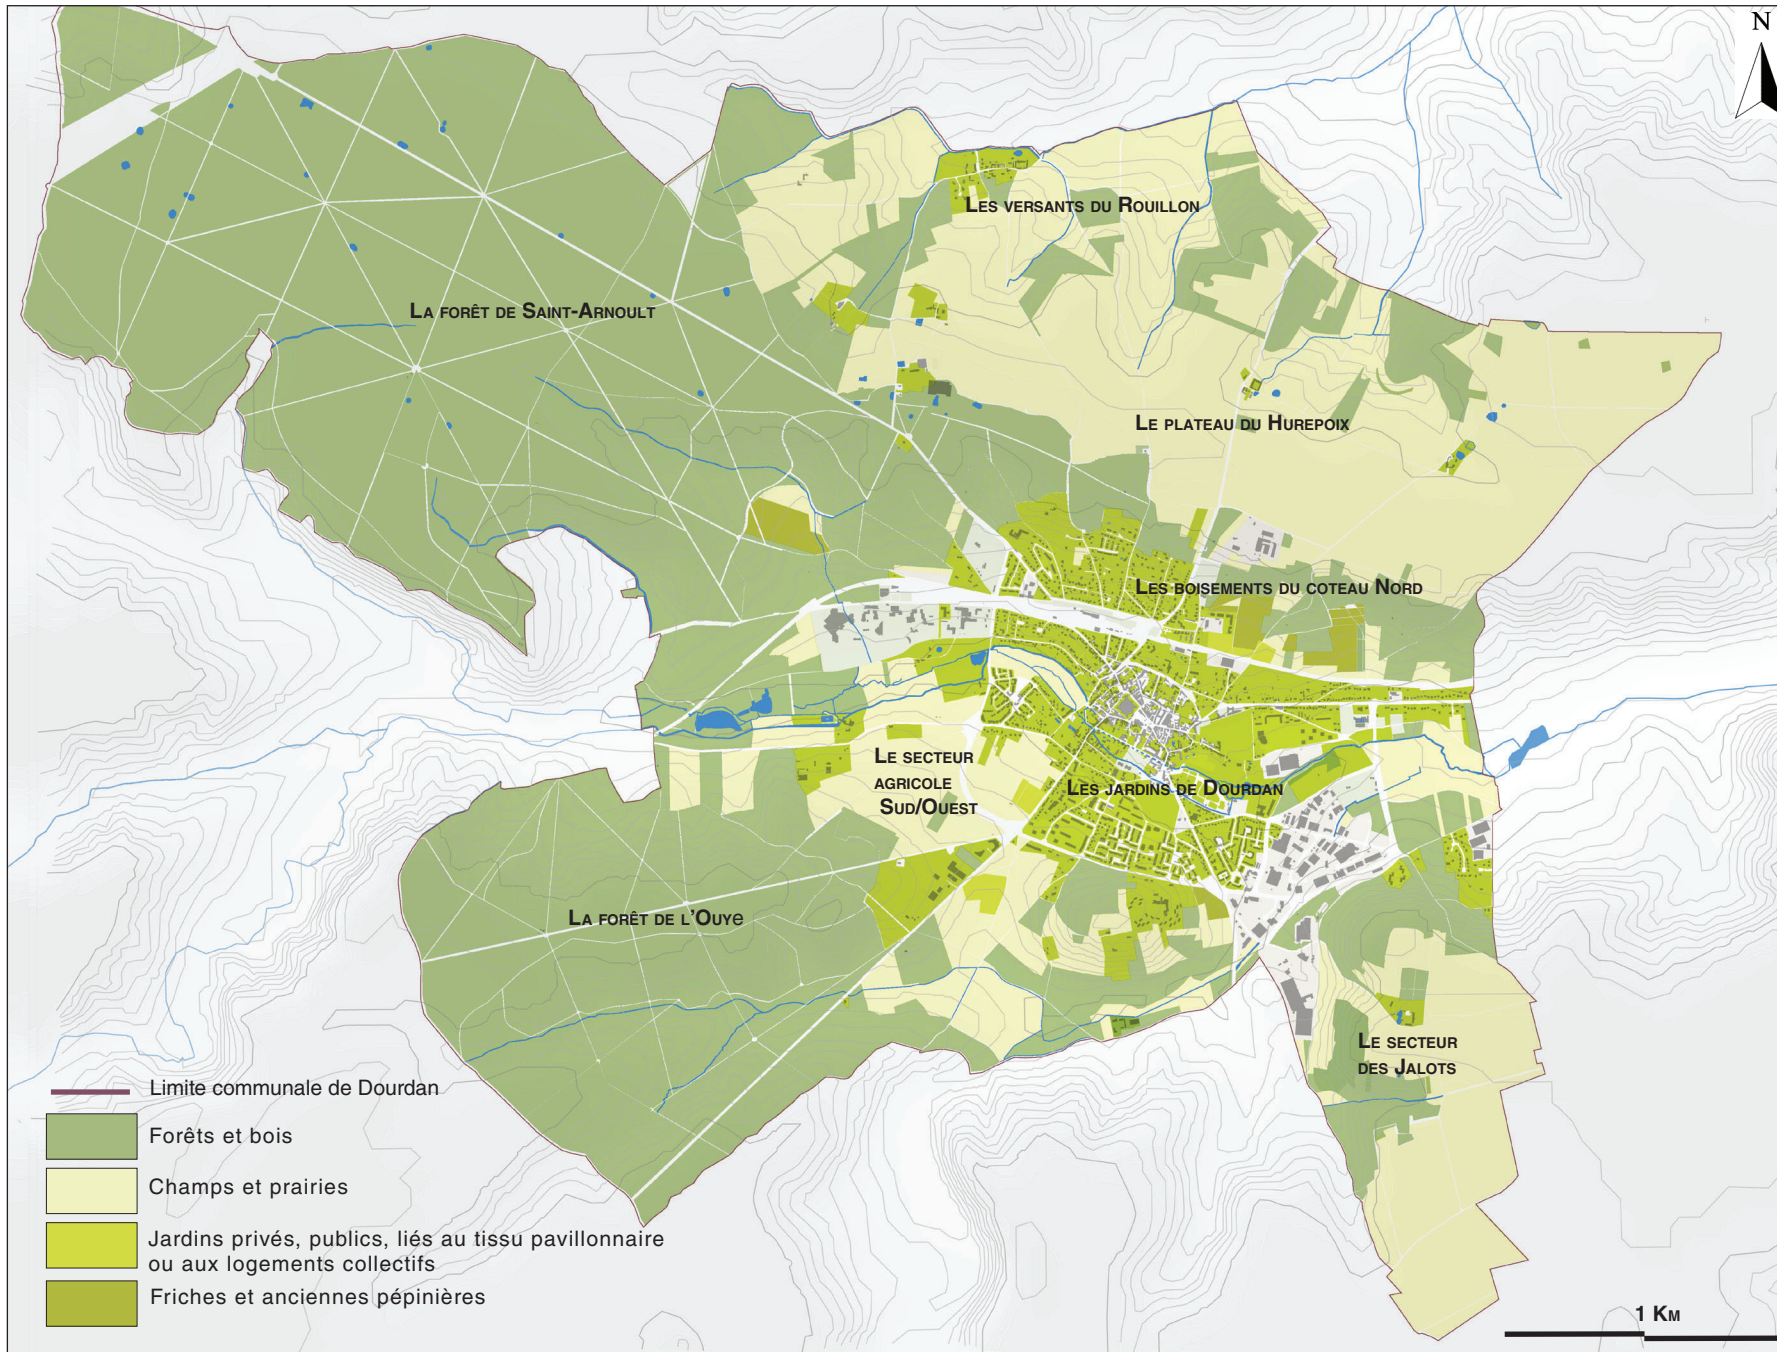 N
Les versants du Rouillon
La forêt de Saint-Arnoult
Le plateau du Hurepoix
Les boisements du coteau Nord
Le secteur
agricole
Sud/Ouest
Les jardins de Dourdan
La forêt de l'Ouye
Le secteur
des Jalots
Limite communale de Dourdan
Forêts et bois
Champs et prairies
Jardins privés, publics, liés au tissu pavillonnaire
ou aux logements collectifs
Friches et anciennes pépinières
1 Km